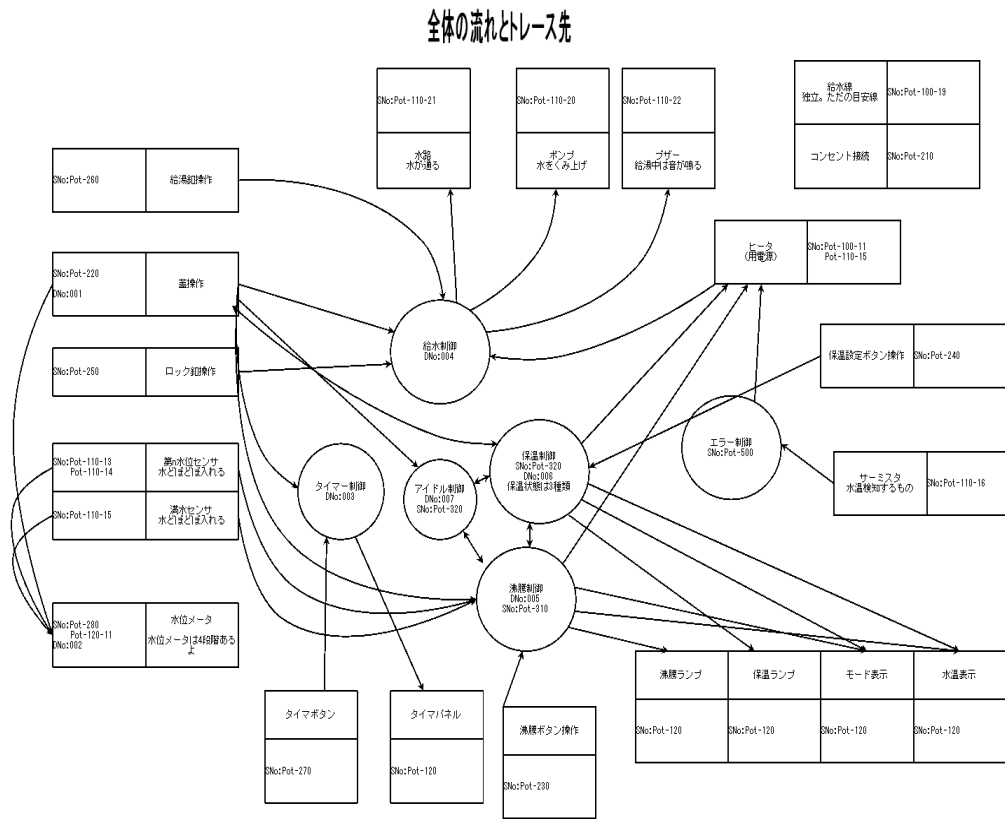 全体の流れとトレース先
SNo:Pot-110-21
水路
水が通る
SNo:Pot-110-20
ポンプ
水をくみ上げ
SNo:Pot-110-22
ブザー
給湯中は音が鳴る
給水線
独立。ただの目安線
SNo:Pot-100-19
コンセント接続
SNo:Pot-210
SNo:Pot-260
給湯釦操作
SNo:Pot-220
DNo:001
蓋操作
ヒータ
(用電源)
SNo:Pot-100-11
Pot-110-15
給水制御
DNo:004
SNo:Pot-250
ロック釦操作
保温設定ボタン操作
SNo:Pot-240
エラー制御
SNo:Pot-500
SNo:Pot-110-13
Pot-110-14
第n水位センサ
水どぼどぼ入れる
SNo:Pot-110-15
満水センサ
水どぼどぼ入れる
タイマー制御
DNo:003
アイドル制御
DNo:007
SNo:Pot-320
保温制御
SNo:Pot-320
DNo:006
保温状態は3種類
サーミスタ
水温検知するもの
SNo:Pot-110-16
沸騰制御
DNo:005
SNo:Pot-310
SNo:Pot-280
Pot-120-11
DNo:002
水位メータ
水位メータは4段階ある
よ
沸騰ランプ
保温ランプ
モード表示
水温表示
SNo:Pot-120
SNo:Pot-120
SNo:Pot-120
SNo:Pot-120
タイマボタン
SNo:Pot-270
タイマパネル
SNo:Pot-120
沸騰ボタン操作
SNo:Pot-230